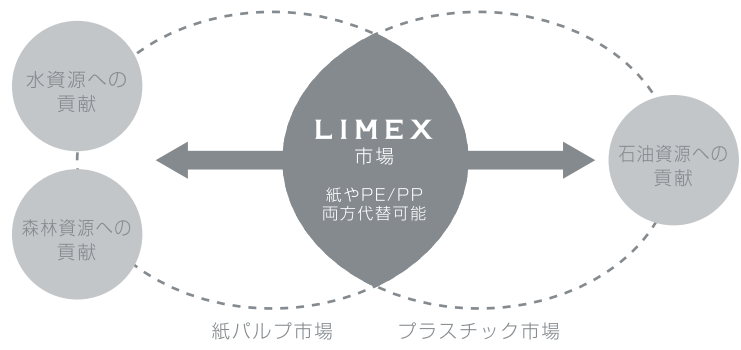 水資源への
貢献
森林資源への
貢献
LIMEX
市場
紙やPE/PP
両方代替可能
石油資源への
貢献
紙パルプ市場
プラスチック市場